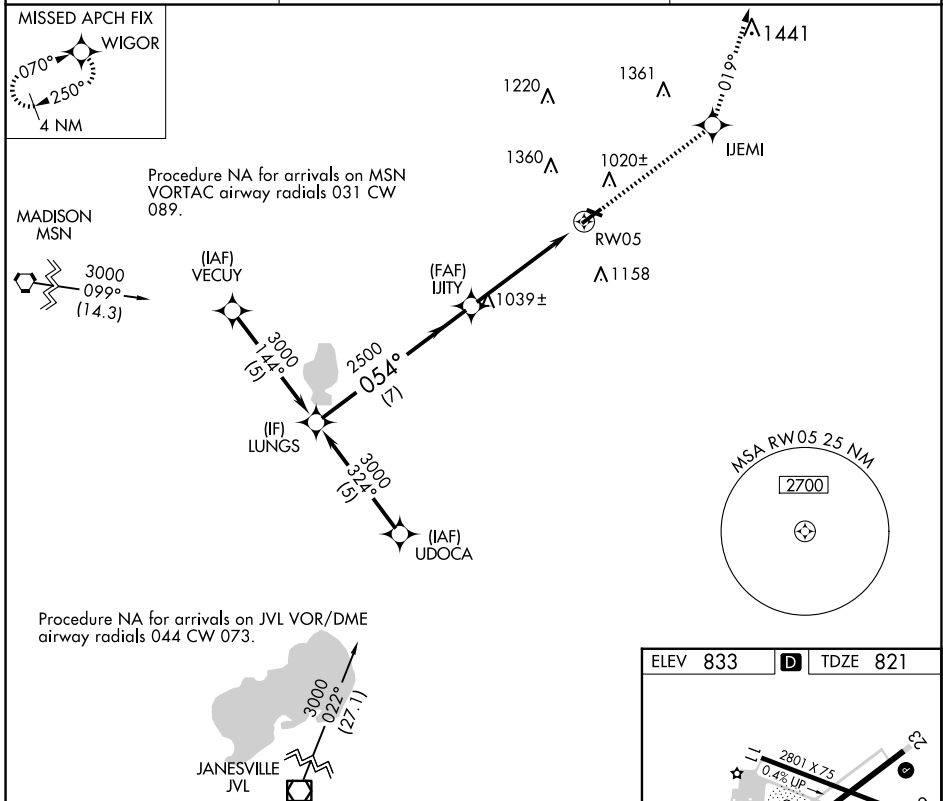 MISSED APCH FIX
WIGOR
070°
250°
4 NM
1441
019°
1361
1220
IJEMI
1360
1020±
Procedure NA for arrivals on MSN
VORTAC airway radials 031 CW
089.
MADISON
MSN
3000
099°
(14.3)
(IAF)
VECUY
RW05
(FAF)
IJITY
1158
1039±
3000
144°
(5)
2500
054°
(7)
(IF)
LUNGS
3000
324°
(5)
(IAF)
UDOCA
MSA RW05 25 NM
2700
Procedure NA for arrivals on JVL VOR/DME
airway radials 044 CW 073.
3000
022°
(27.1)
JANESVILLE
JVL
ELEV 833
D
TDZE 821
23
2801 X 75
0.4% UP
P